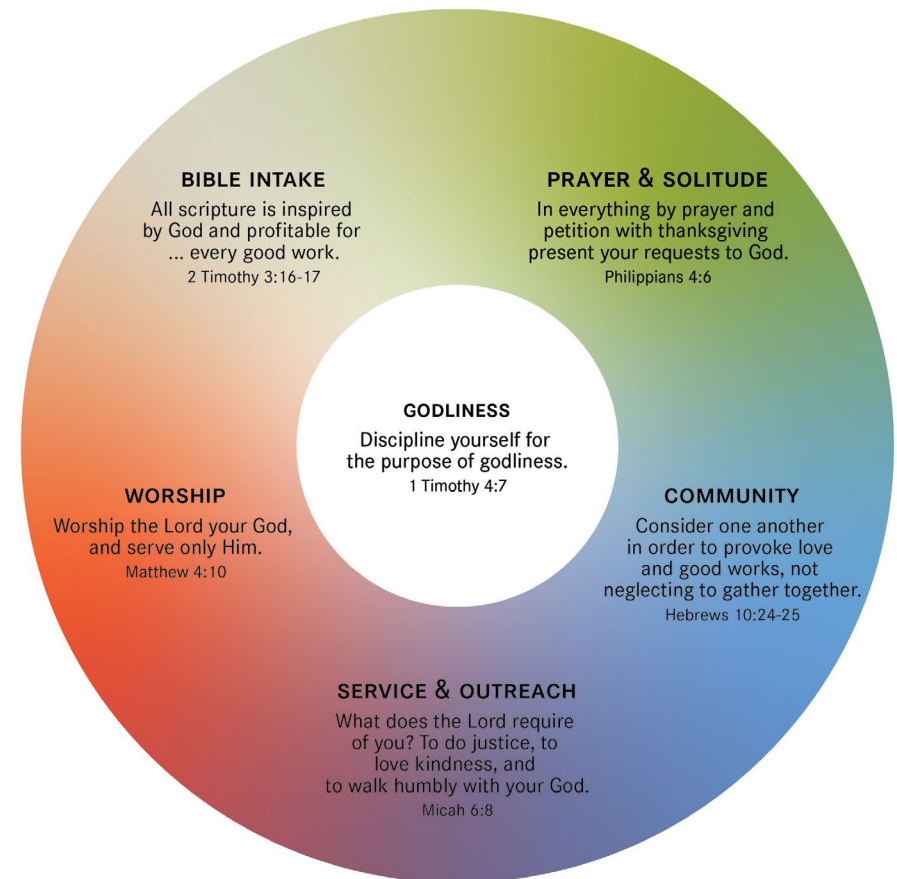 BIBLE INTAKE
All scripture is inspired
by God and profitable for
... every good work.
2 Timothy 3:16-17
PRAYER & SOLITUDE
In everything by prayer and
petition with thanksgiving
present your requests to God.
Philippians 4:6
GODLINESS
Discipline yourself for
the purpose of godliness.
1 Timothy 4:7
WORSHIP
Worship the Lord your God,
and serve only Him.
Matthew 4:10
COMMUNITY
Consider one another
in order to provoke love
and good works, not
neglecting to gather together.
Hebrews 10:24-25
SERVICE & OUTREACH
What does the Lord require
of you? To do justice, to
love kindness, and
to walk humbly with your God.
Micah 6:8